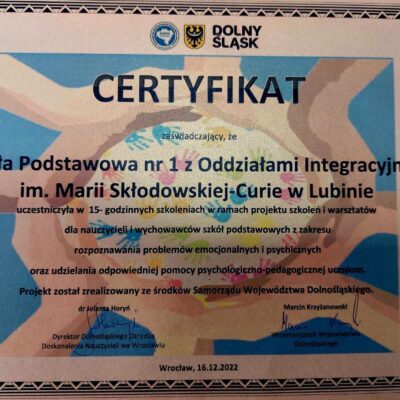 DOLNY
ŚLĄSK
CERTYFIKAT
zaświadczający, że
ła Podstawowa nr 1 z Oddziałami Integracyjn
im. Marii Skłodowskiej-Curie w Lubinie
uczestniczyła w 15- godzinnych szkoleniach w ramach projektu szkoleń i warsztatów
dla nauczycieli i wychowawców szkół podstawowych z zakresu
rozpoznawania problemów emocjonalnych i psychicznych
oraz udzielania odpowiedniej pomocy psychologiczno-pedagogicznej uczniom.
Projekt został zrealizowany ze środków Samorządu Województwa Dolnośląskiego.
dr Jolanta Horyń
Marcin Krzyżanowski
Dyrektor Dolnośląskiego Ośrodka
Doskonalenia Nauczycieli we Wrocławiu
Wicemarszałek Województwa
Dolnośląskiego
Wrocław, 16.12.2022